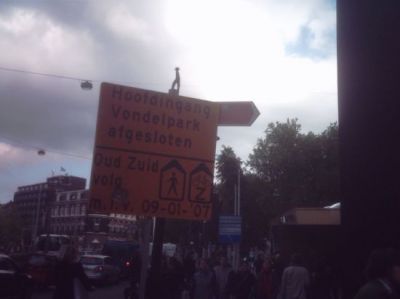 Hoofdingang
Vondelpark
afgesloten
Oud Zuid
volg
Z
m.i.v. 09-01-'07